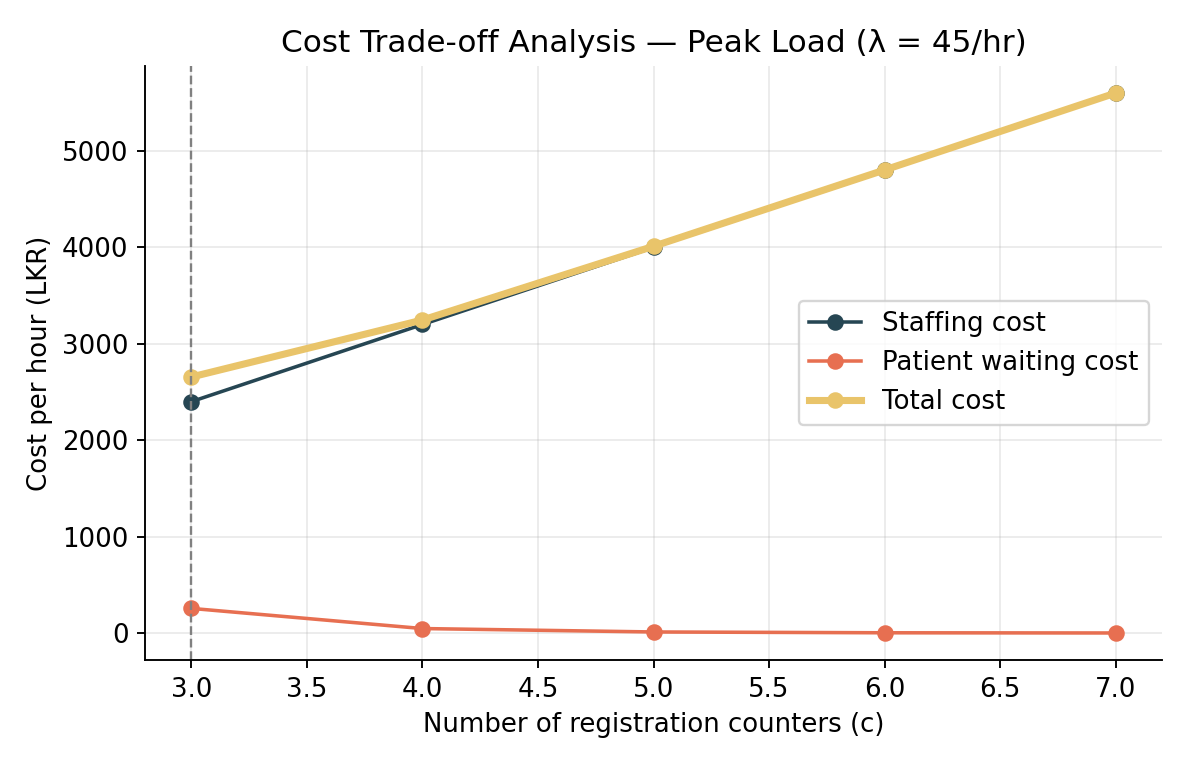 Cost Trade-off Analysis — Peak Load (λ = 45/hr)
Cost per hour (LKR)
5000
4000
3000
2000
1000
0
Staffing cost
Patient waiting cost
Total cost
3.0 3.5 4.0 4.5 5.0 5.5 6.0 6.5 7.0
Number of registration counters (c)